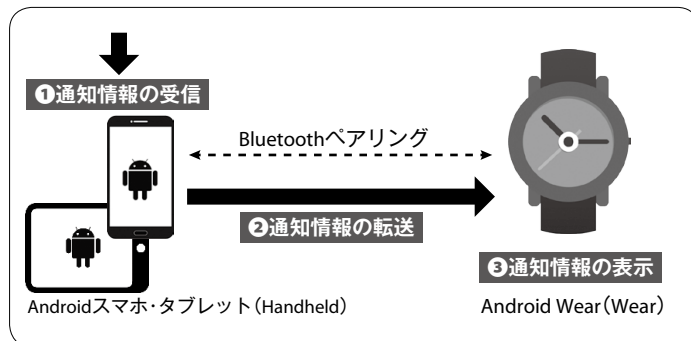 ❶通知情報の受信
Bluetoothペアリング
❷通知情報の転送
❸通知情報の表示
Androidスマホ・タブレット(Handheld)
Android Wear(Wear)